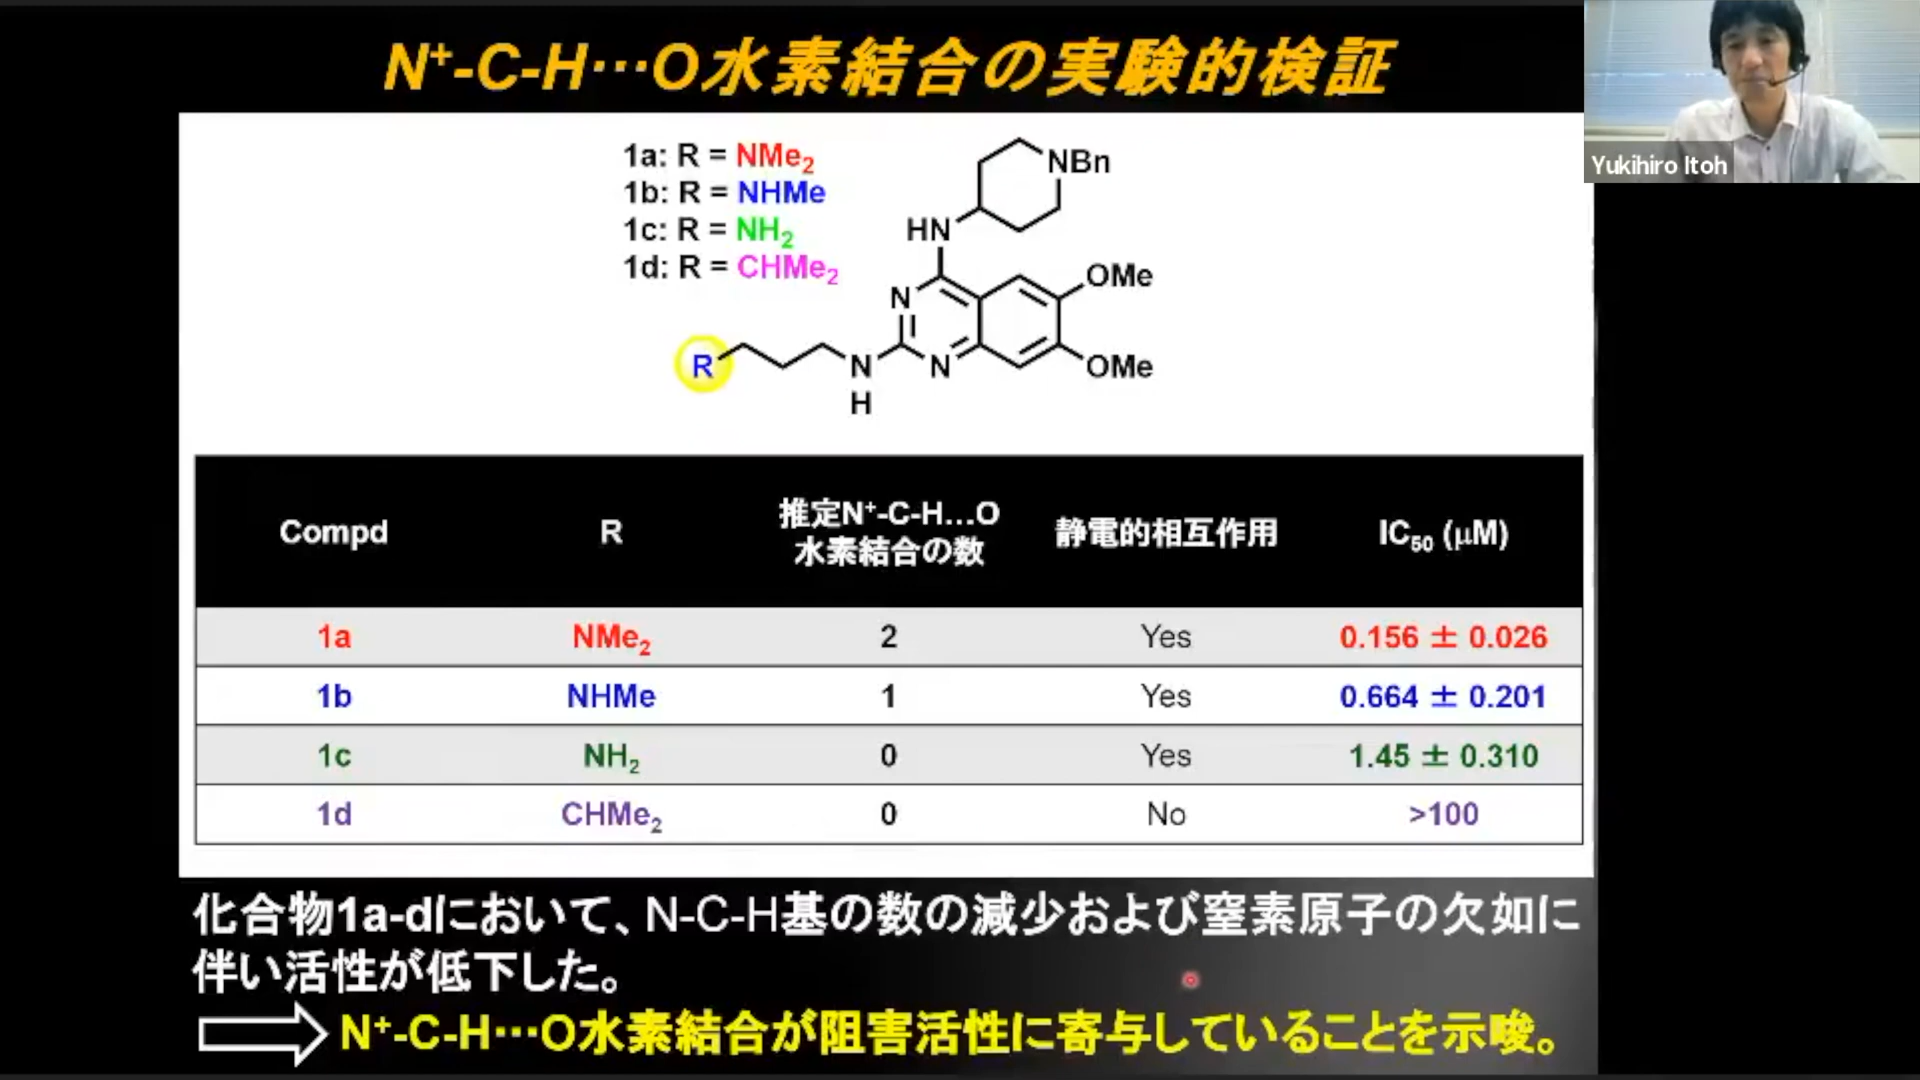 N⁺-C-H…O水素結合の実験的検証
Yukihiro Itoh
1a: R = NMe₂
1b: R = NHMe
1c: R = NH₂
1d: R = CHMe₂
NBn
HN
N
OMe
R
N
H
N
OMe
Compd R 推定N⁺-C-H…O水素結合の数 静電的相互作用 IC₅₀ (μM)
1a NMe₂ 2 Yes 0.156 ± 0.026
1b NHMe 1 Yes 0.664 ± 0.201
1c NH₂ 0 Yes 1.45 ± 0.310
1d CHMe₂ 0 No >100
化合物1a-dにおいて、N-C-H基の数の減少および窒素原子の欠如に
伴い活性が低下した。
N⁺-C-H…O水素結合が阻害活性に寄与していることを示唆。